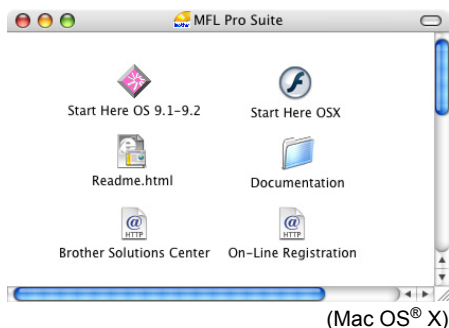 MFL Pro Suite
Start Here OS 9.1-9.2
Start Here OSX
Readme.html
Documentation
@
HTTP
@
HTTP
Brother Solutions Center
On-Line Registration
(Mac OS® X)